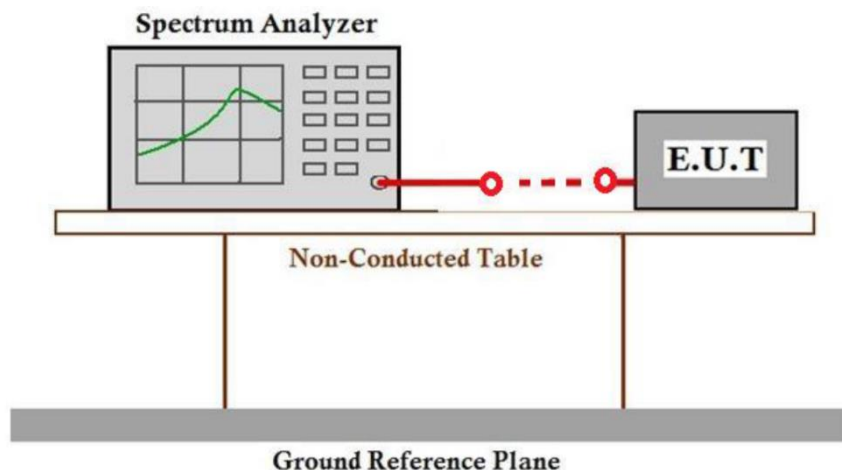 Spectrum Analyzer
E.U.T
Non-Conducted Table
Ground Reference Plane